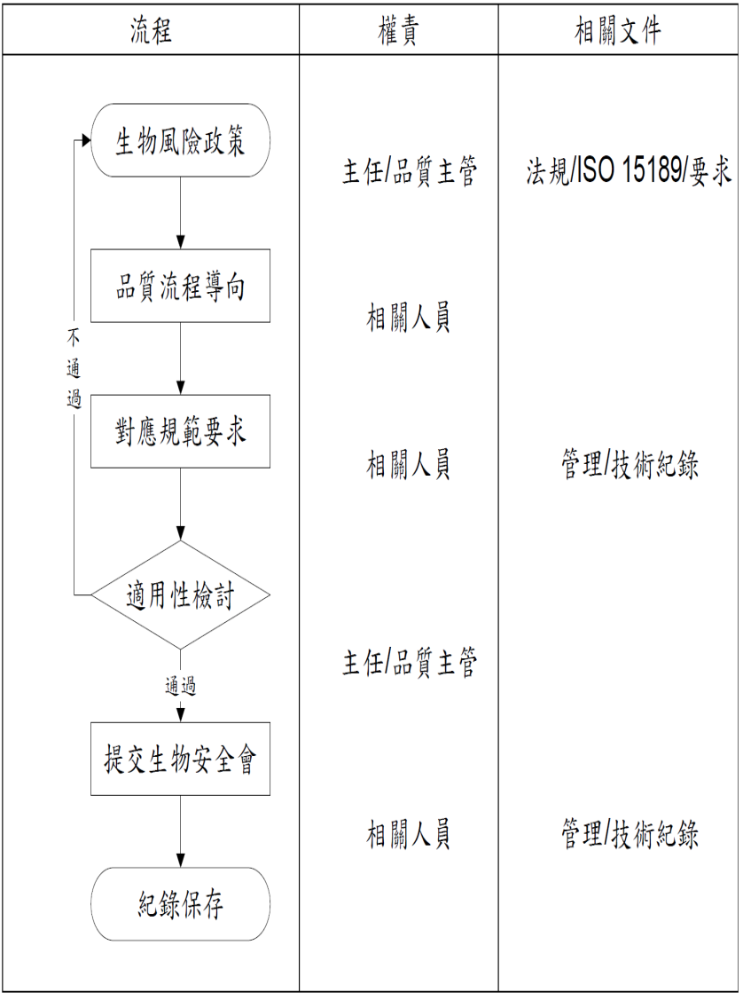 流程 權責 相關文件
生物風險政策
主任/品質主管 法規/ISO 15189/要求
品質流程導向
相關人員
不通過
對應規範要求
相關人員 管理/技術紀錄
適用性檢討
主任/品質主管
通過
提交生物安全會
相關人員 管理/技術紀錄
紀錄保存